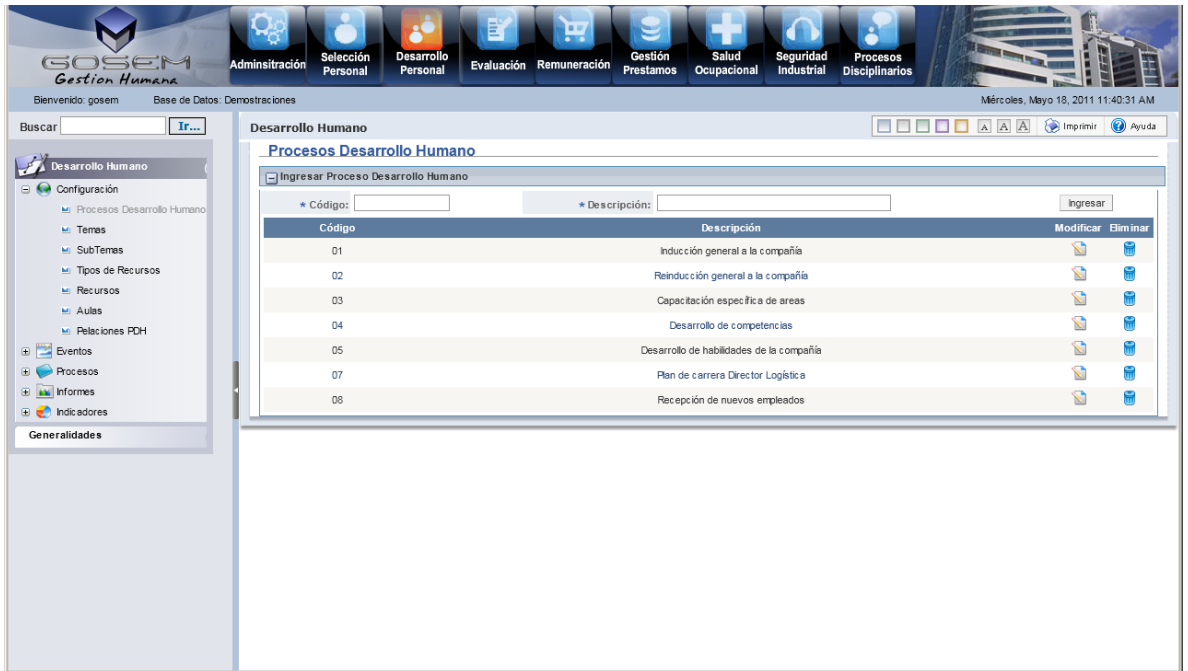 GOSEM
Gestion Humana
Adminsitración
Selección Personal
Desarrollo Personal
Evaluación
Remuneración
Gestión Prestamos
Salud Ocupacional
Seguridad Industrial
Procesos Disciplinarios
Bienvenido: gosem Base de Datos: Demostraciones Miércoles, Mayo 18, 2011 11:40:31 AM
Buscar Ir...
Desarrollo Humano
Configuración
Procesos Desarrollo Humano
Temas
SubTemas
Tipos de Recursos
Recursos
Aulas
Pelaciones PDH
Eventos
Procesos
Informes
Indicadores
Generalidades
Desarrollo Humano A A A Imprimir Ayuda
Procesos Desarrollo Humano
Ingresar Proceso Desarrollo Humano
* Código: * Descripción: Ingresar
Código Descripción Modificar Eliminar
01 Inducción general a la compañía
02 Reinducción general a la compañía
03 Capacitación específica de areas
04 Desarrollo de competencias
05 Desarrollo de habilidades de la compañía
07 Plan de carrera Director Logística
08 Recepción de nuevos empleados